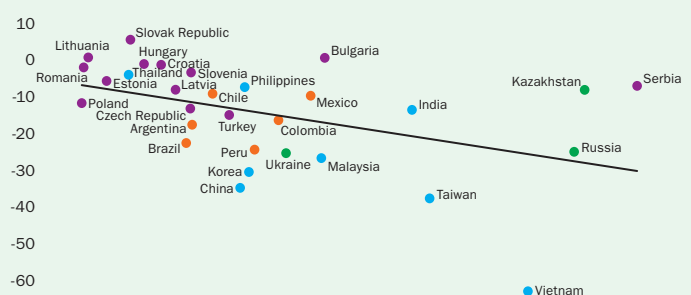 10
Slovak Republic
Lithuania
Hungary
Bulgaria
0
Croatia
Romania
Thailand
Slovenia
Estonia
Latvia
Philippines
Kazakhstan
Serbia
-10
Chile
Poland
Mexico
India
Czech Republic
Argentina
Turkey
Colombia
-20
Brazil
Peru
Russia
Ukraine
Malaysia
-30
Korea
China
Taiwan
-40
-50
-60
Vietnam